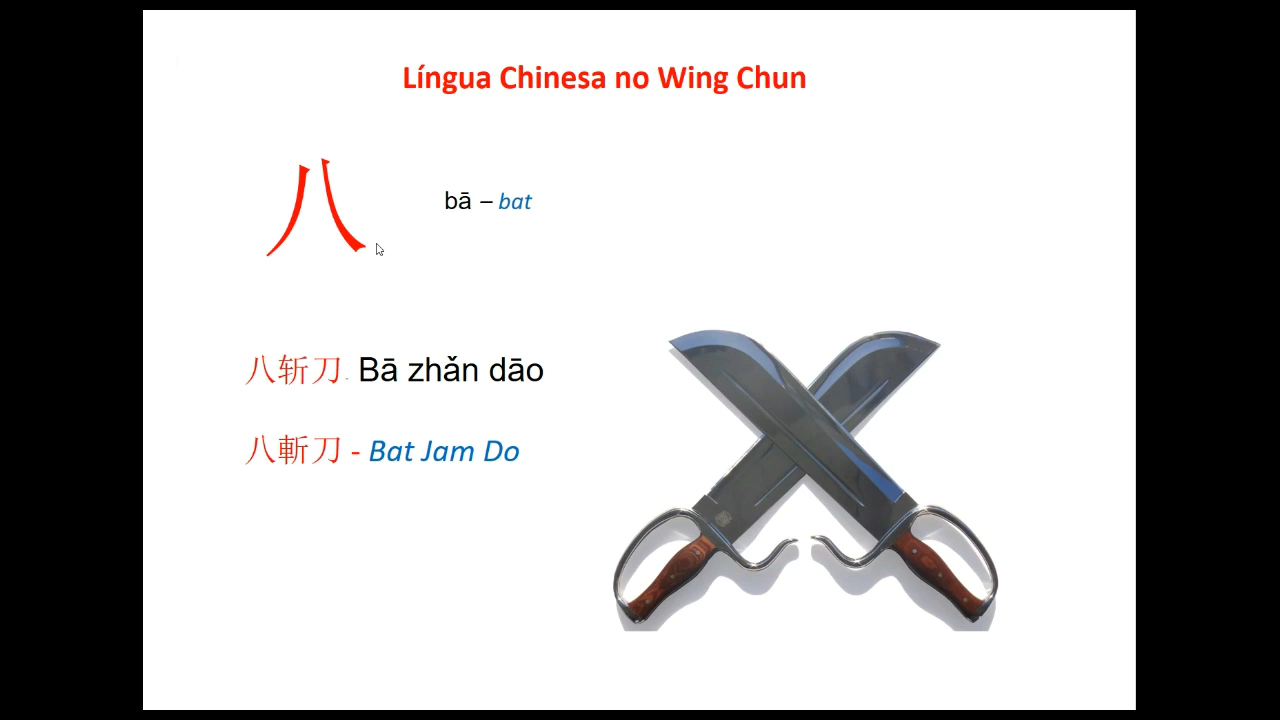 Língua Chinesa no Wing Chun
八 bā – bat
八斩刀. Bā zhǎn dāo
八斬刀 - Bat Jam Do